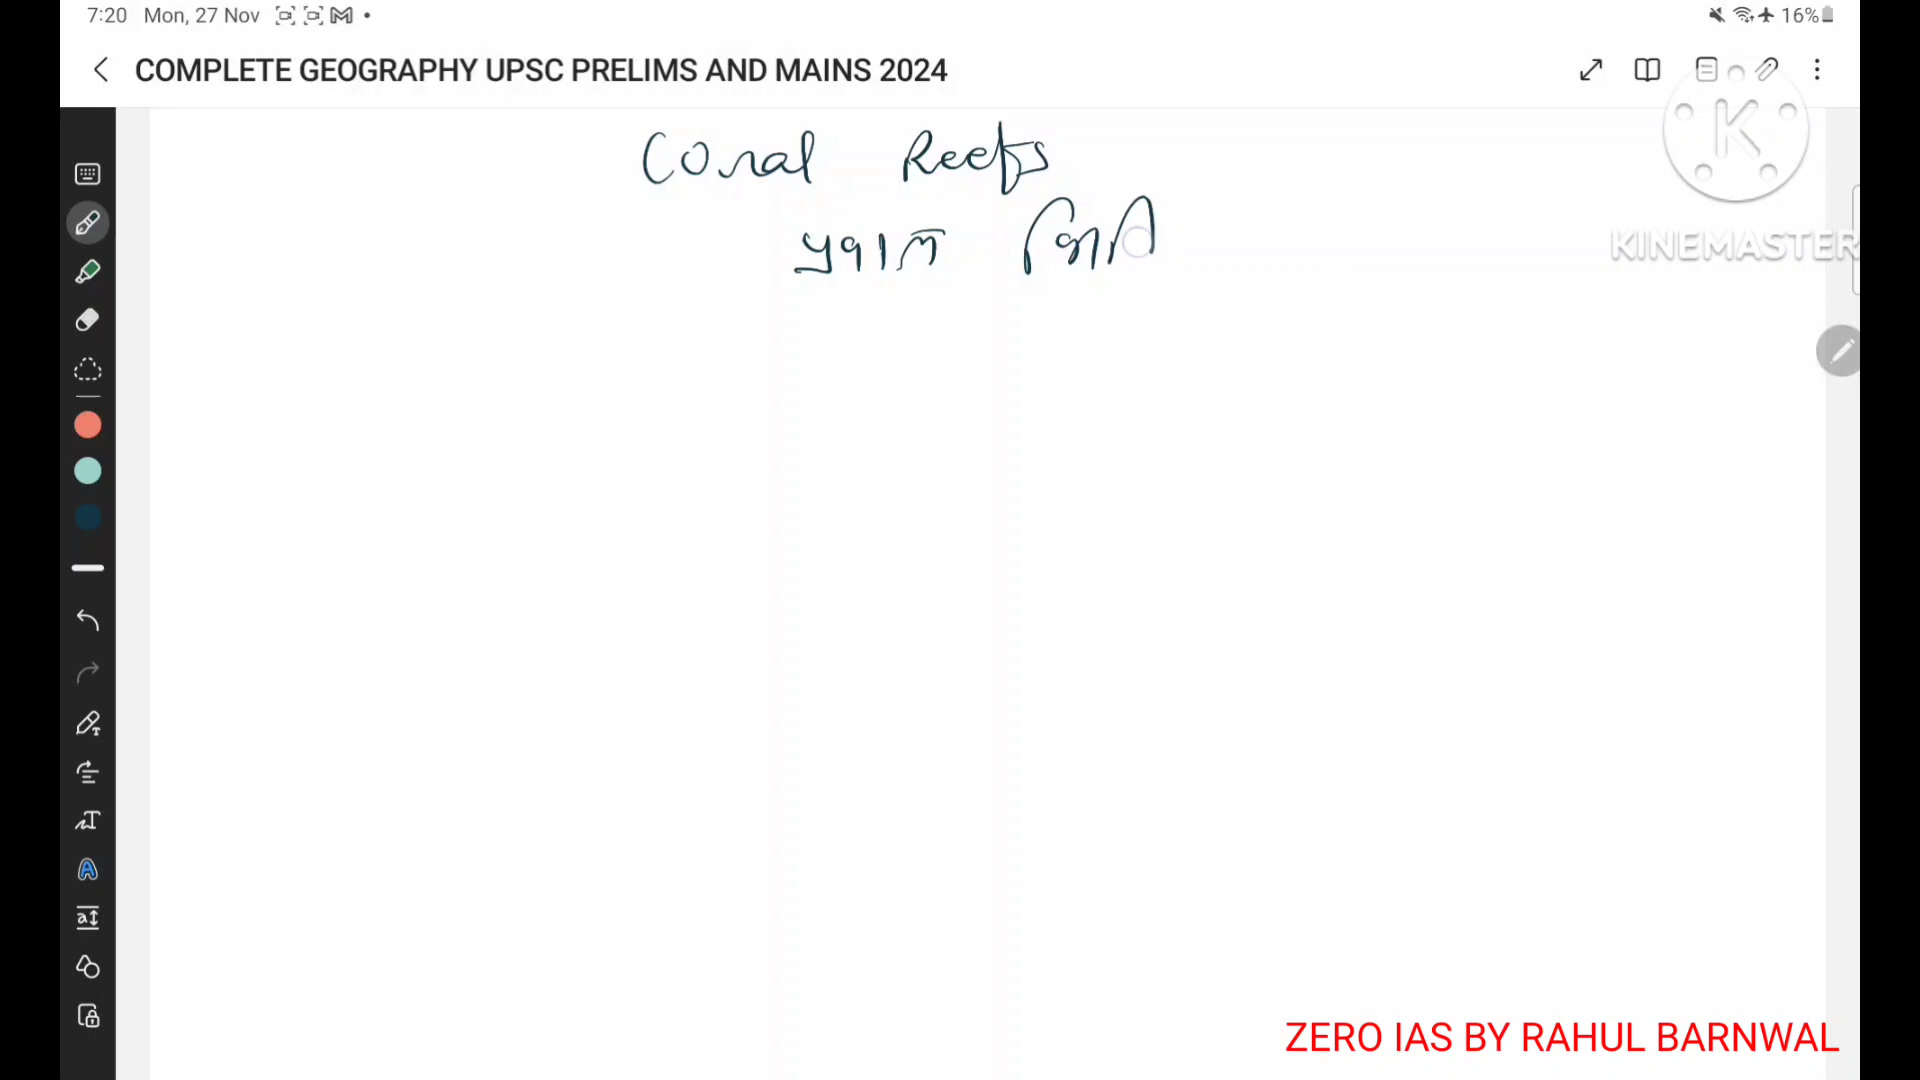 7:20 Mon, 27 Nov 16%
COMPLETE GEOGRAPHY UPSC PRELIMS AND MAINS 2024
K
KINEMASTER
Coral Reefs
प्रवाल भित्ति
ZERO IAS BY RAHUL BARNWAL